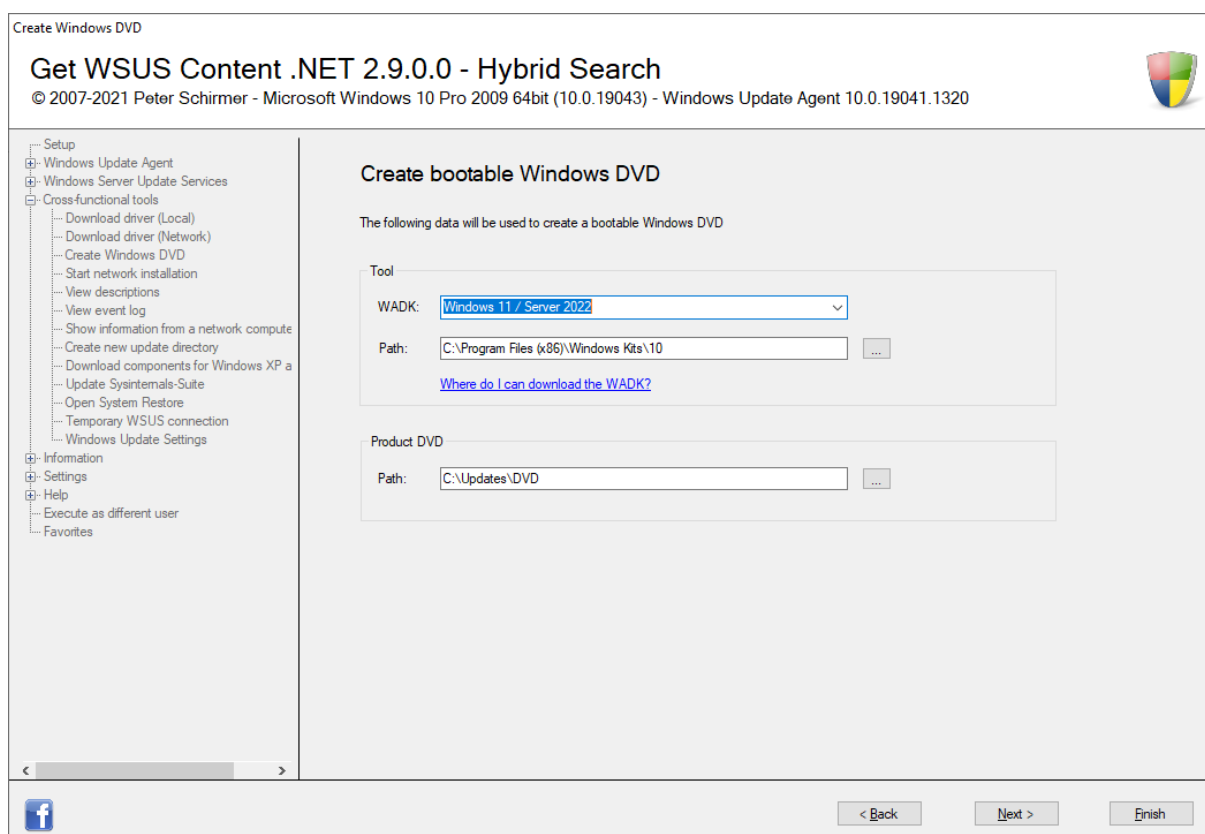 Create Windows DVD
Get WSUS Content .NET 2.9.0.0 - Hybrid Search
© 2007-2021 Peter Schirmer - Microsoft Windows 10 Pro 2009 64bit (10.0.19043) - Windows Update Agent 10.0.19041.1320
Setup
Windows Update Agent
Windows Server Update Services
Cross-functional tools
Download driver (Local)
Download driver (Network)
Create Windows DVD
Start network installation
View descriptions
View event log
Show information from a network compute
Create new update directory
Download components for Windows XP a
Update Sysinternals-Suite
Open System Restore
Temporary WSUS connection
Windows Update Settings
Information
Settings
Help
Execute as different user
Favorites
Create bootable Windows DVD
The following data will be used to create a bootable Windows DVD
Tool
WADK: Windows 11 / Server 2022
Path: C:\Program Files (x86)\Windows Kits\10 ...
Where do I can download the WADK?
Product DVD
Path: C:\Updates\DVD ...
f
< Back Next > Finish